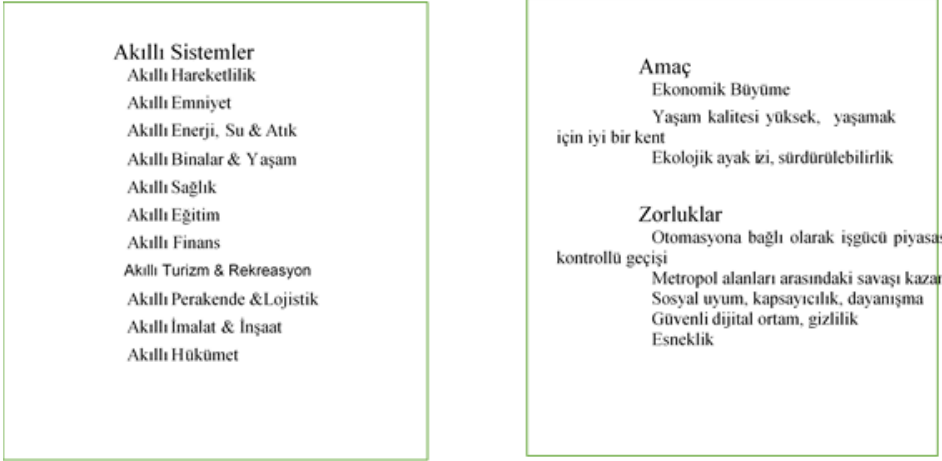 Akıllı Sistemler
Akıllı Hareketlilik
Akıllı Emniyet
Akıllı Enerji, Su & Atık
Akıllı Binalar & Yaşam
Akıllı Sağlık
Akıllı Eğitim
Akıllı Finans
Akıllı Turizm & Rekreasyon
Akıllı Perakende &Lojistik
Akıllı İmalat & İnşaat
Akıllı Hükümet
Amaç
Ekonomik Büyüme
Yaşam kalitesi yüksek, yaşamak
için iyi bir kent
Ekolojik ayak izi, sürdürülebilirlik
Zorluklar
Otomasyona bağlı olarak işgücü
kontrollü geçişi
Metropol alanları arasındaki savaşı
Sosyal uyum, kapsayıcılık, dayanışma
Güvenli dijital ortam, gizlilik
Esneklik